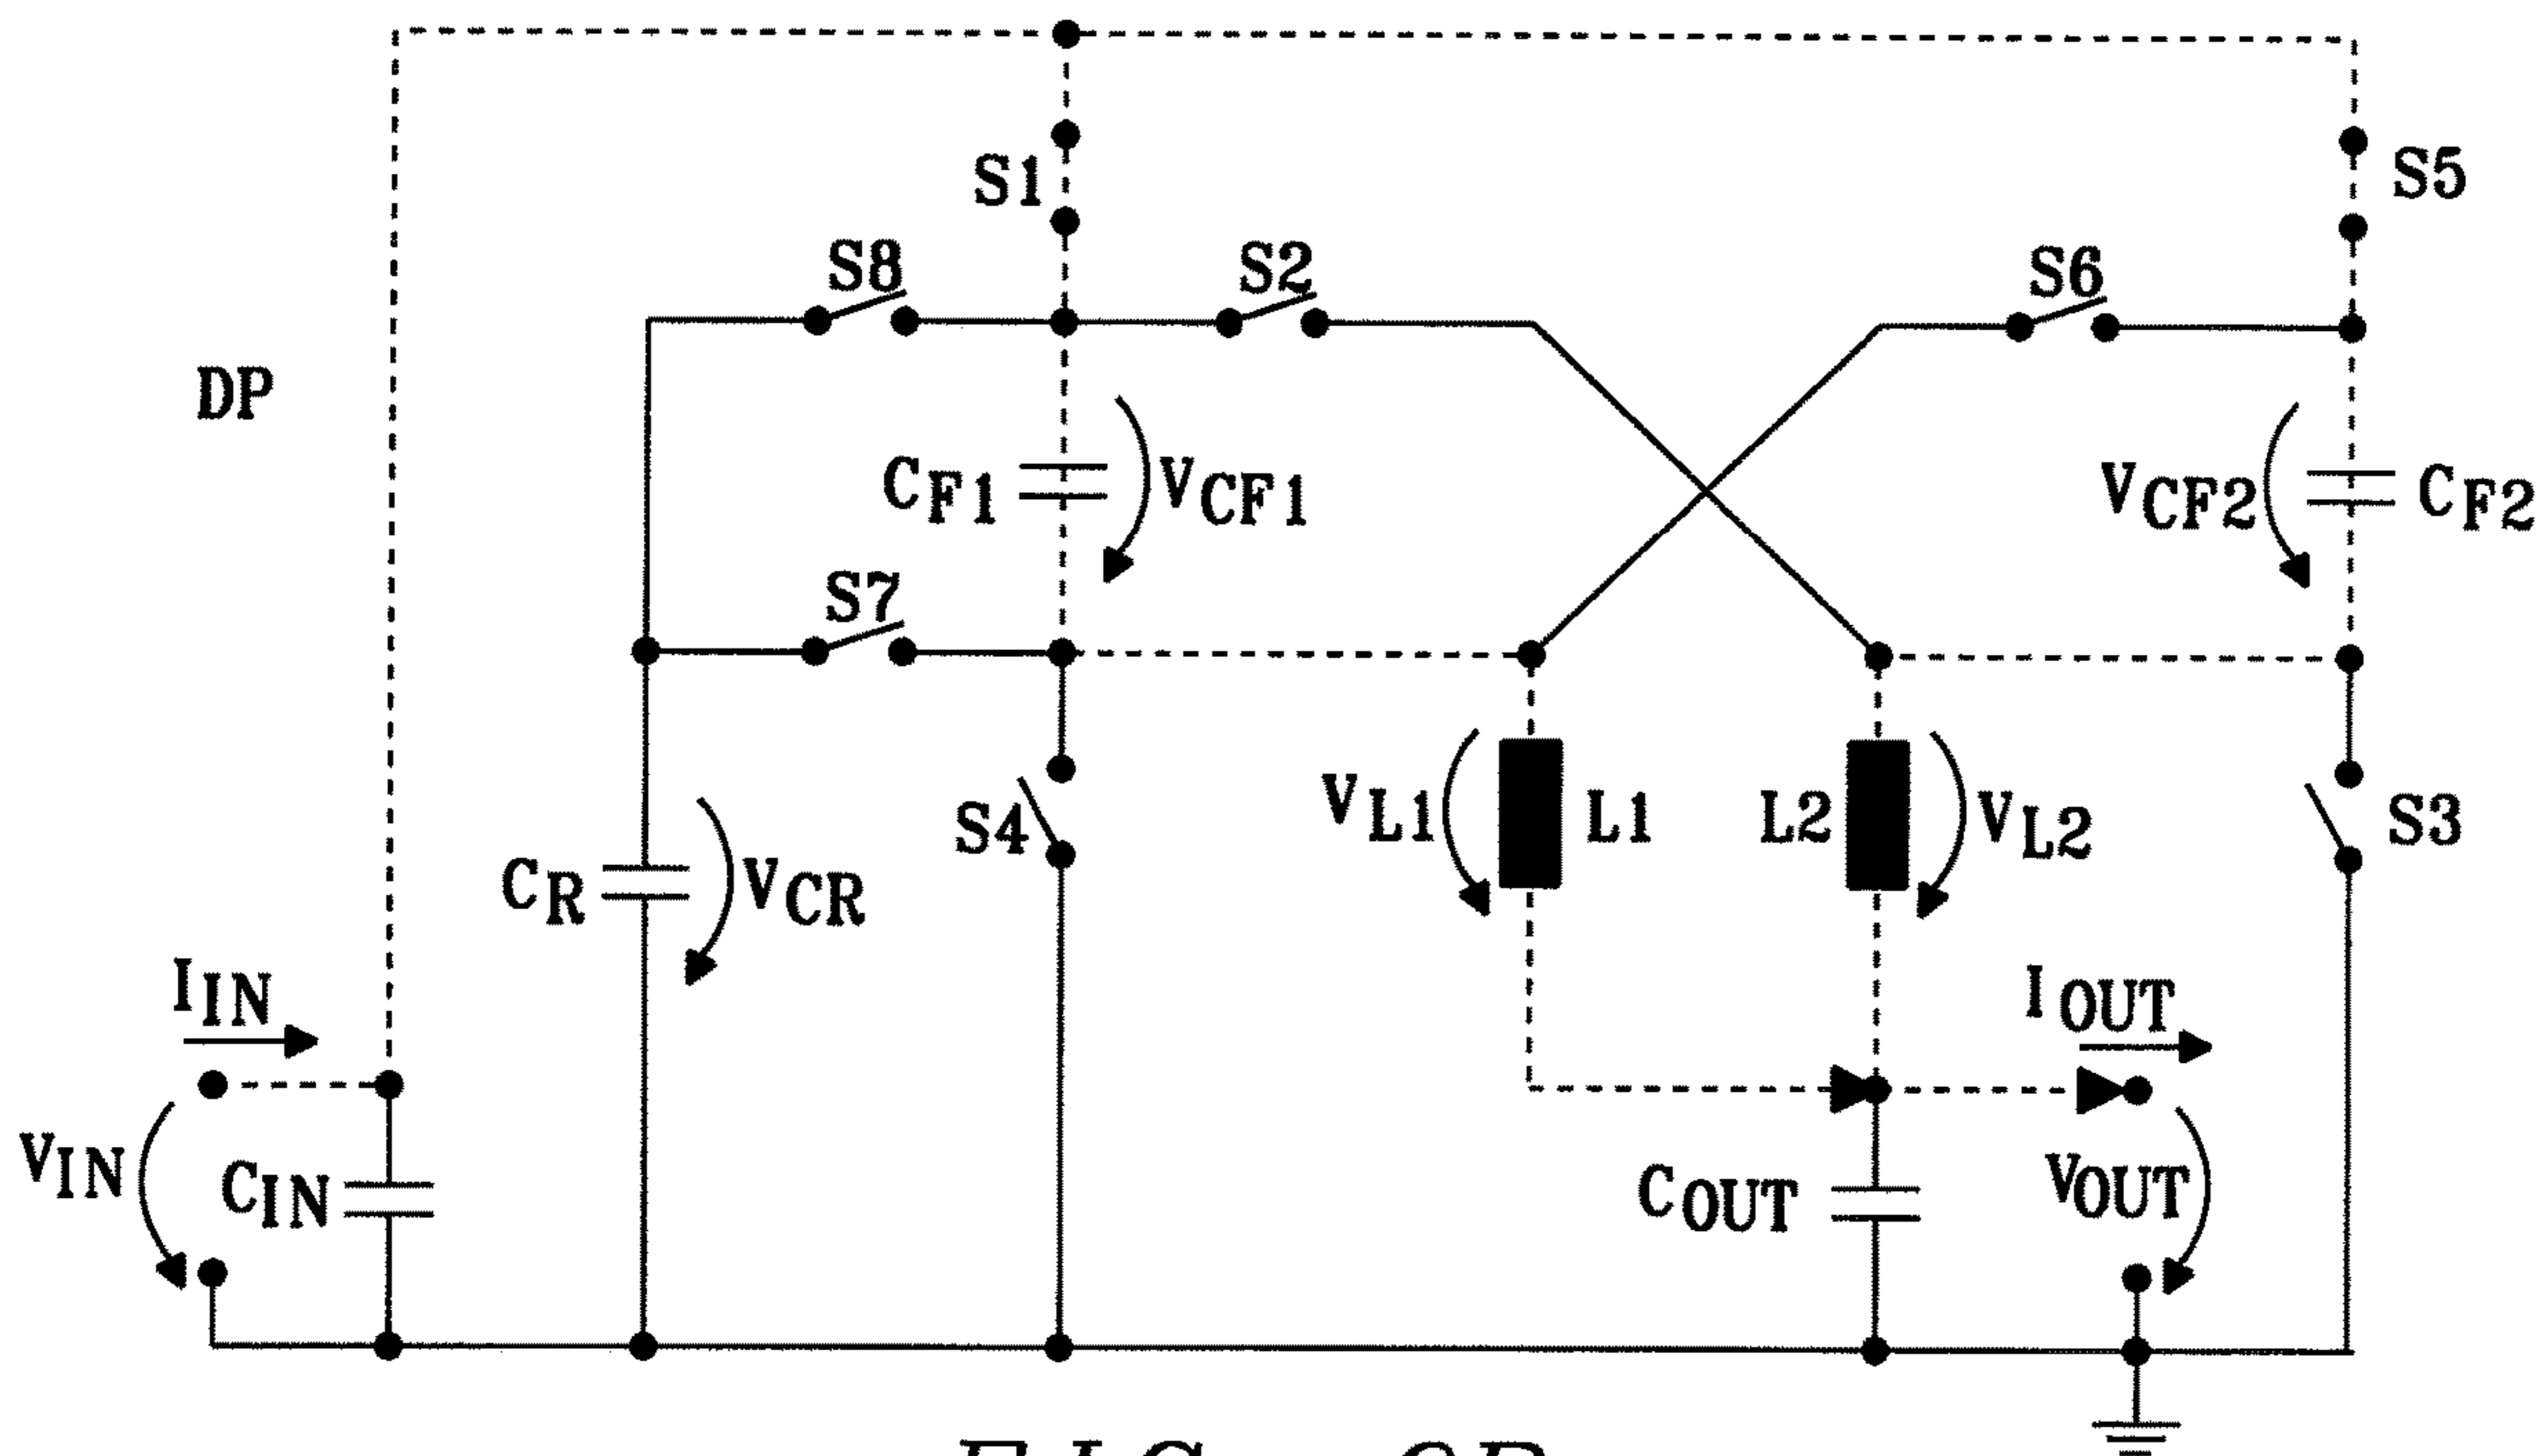 S1
S5
S8
S2
S6
DP
CF1
VCF1
VCF2
CF2
S7
VL1
L1
L2
VL2
S4
S3
CR
VCR
IIN
IOUT
VIN
CIN
COUT
VOUT